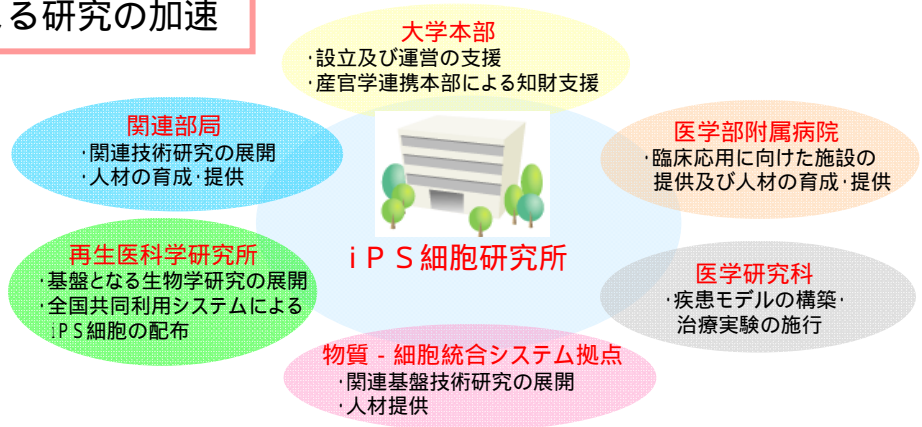 る研究の加速
大学本部
･設立及び運営の支援
･産官学連携本部による知財支援
関連部局
･関連技術研究の展開
･人材の育成･提供
医学部附属病院
･臨床応用に向けた施設の
提供及び人材の育成･提供
iPS細胞研究所
再生医科学研究所
･基盤となる生物学研究の展開
･全国共同利用システムによる
iPS細胞の配布
医学研究科
･疾患モデルの構築･
治療実験の施行
物質-細胞統合システム拠点
･関連基盤技術研究の展開
･人材提供